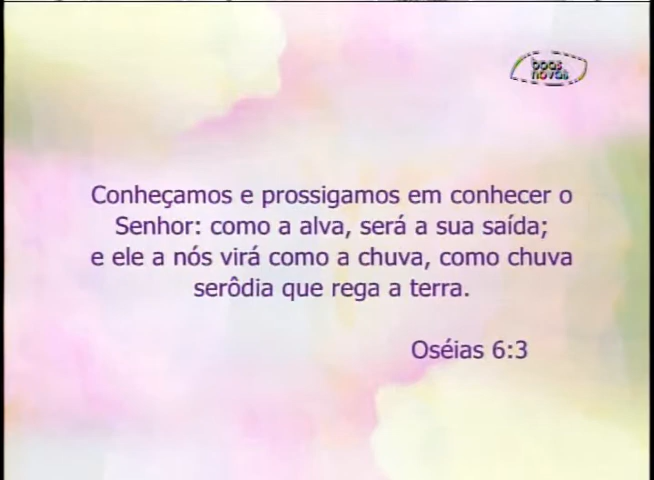 boas
novas
Conheçamos e prossigamos em conhecer o
Senhor: como a alva, será a sua saída;
e ele a nós virá como a chuva, como chuva
serôdia que rega a terra.
Oséias 6:3